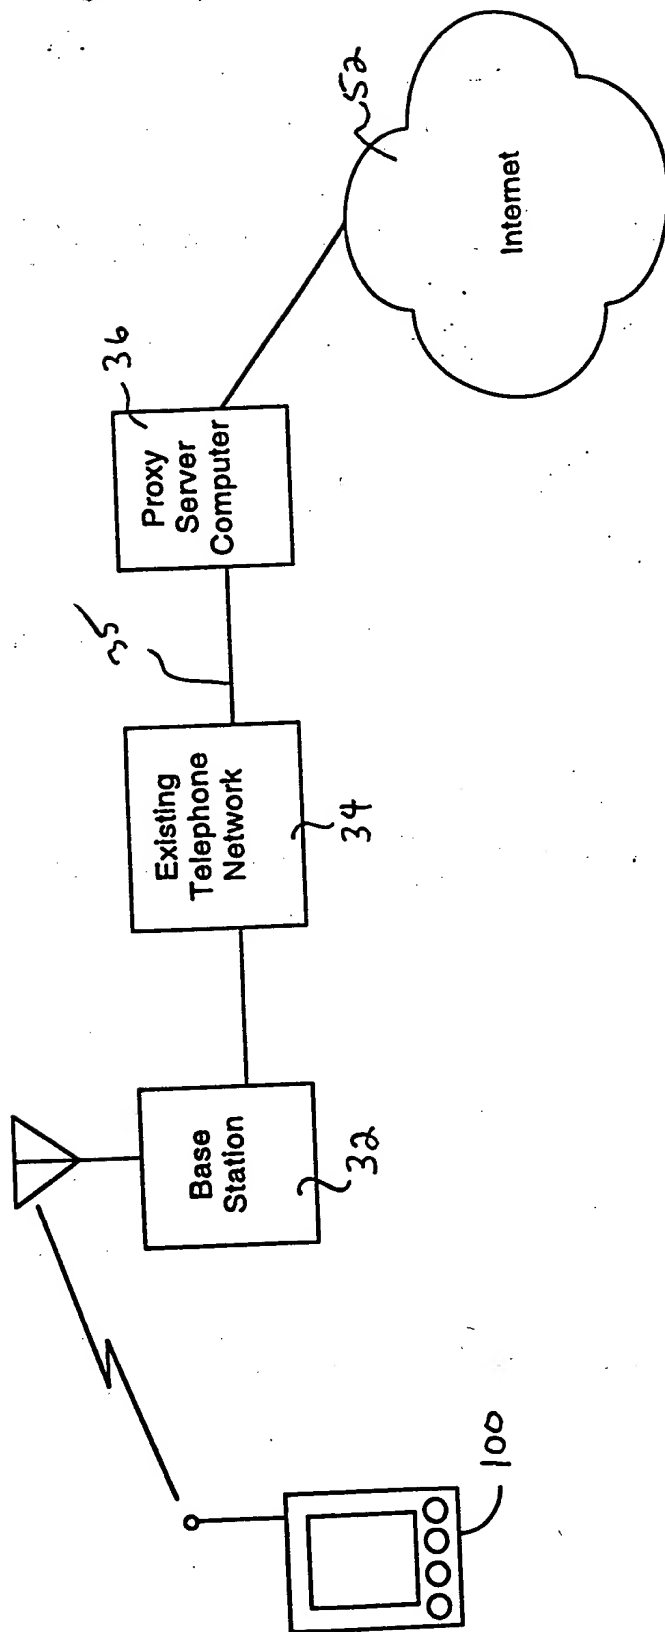 100
Base
Station
32
Existing
Telephone
Network
34
35
Proxy
Server
Computer
36
Internet
52